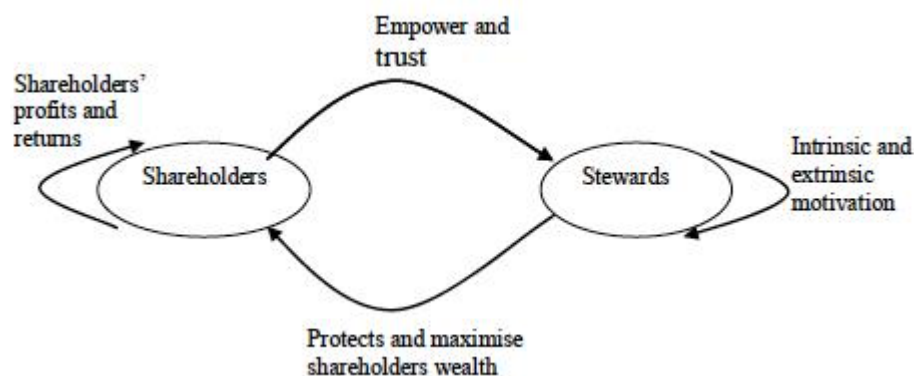 Empower and
trust
Shareholders’
profits and
returns
Shareholders
Stewards
Intrinsic and
extrinsic
motivation
Protects and maximise
shareholders wealth